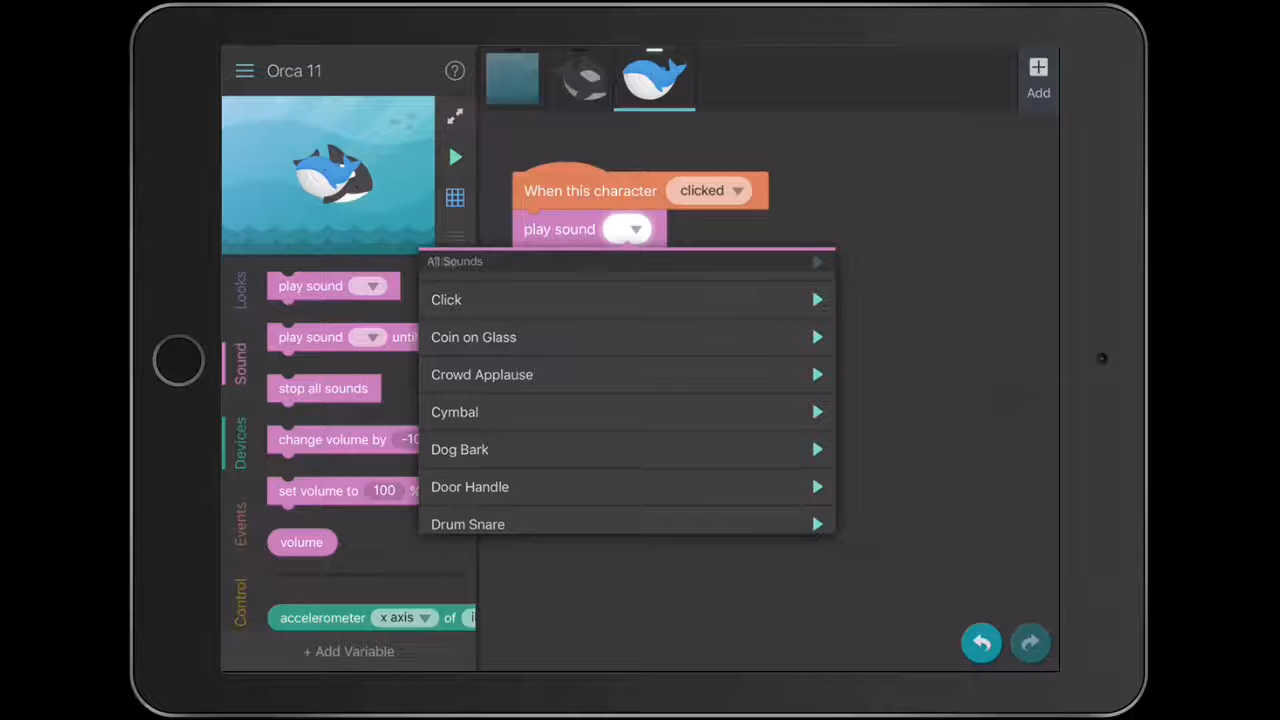 Orca 11
Add
When this character clicked
play sound
All Sounds
Click
Coin on Glass
Crowd Applause
Cymbal
Dog Bark
Door Handle
Drum Snare
Looks
Sound
Devices
Events
Control
play sound
play sound until
stop all sounds
change volume by -10
set volume to 100 %
volume
accelerometer x axis of
+ Add Variable